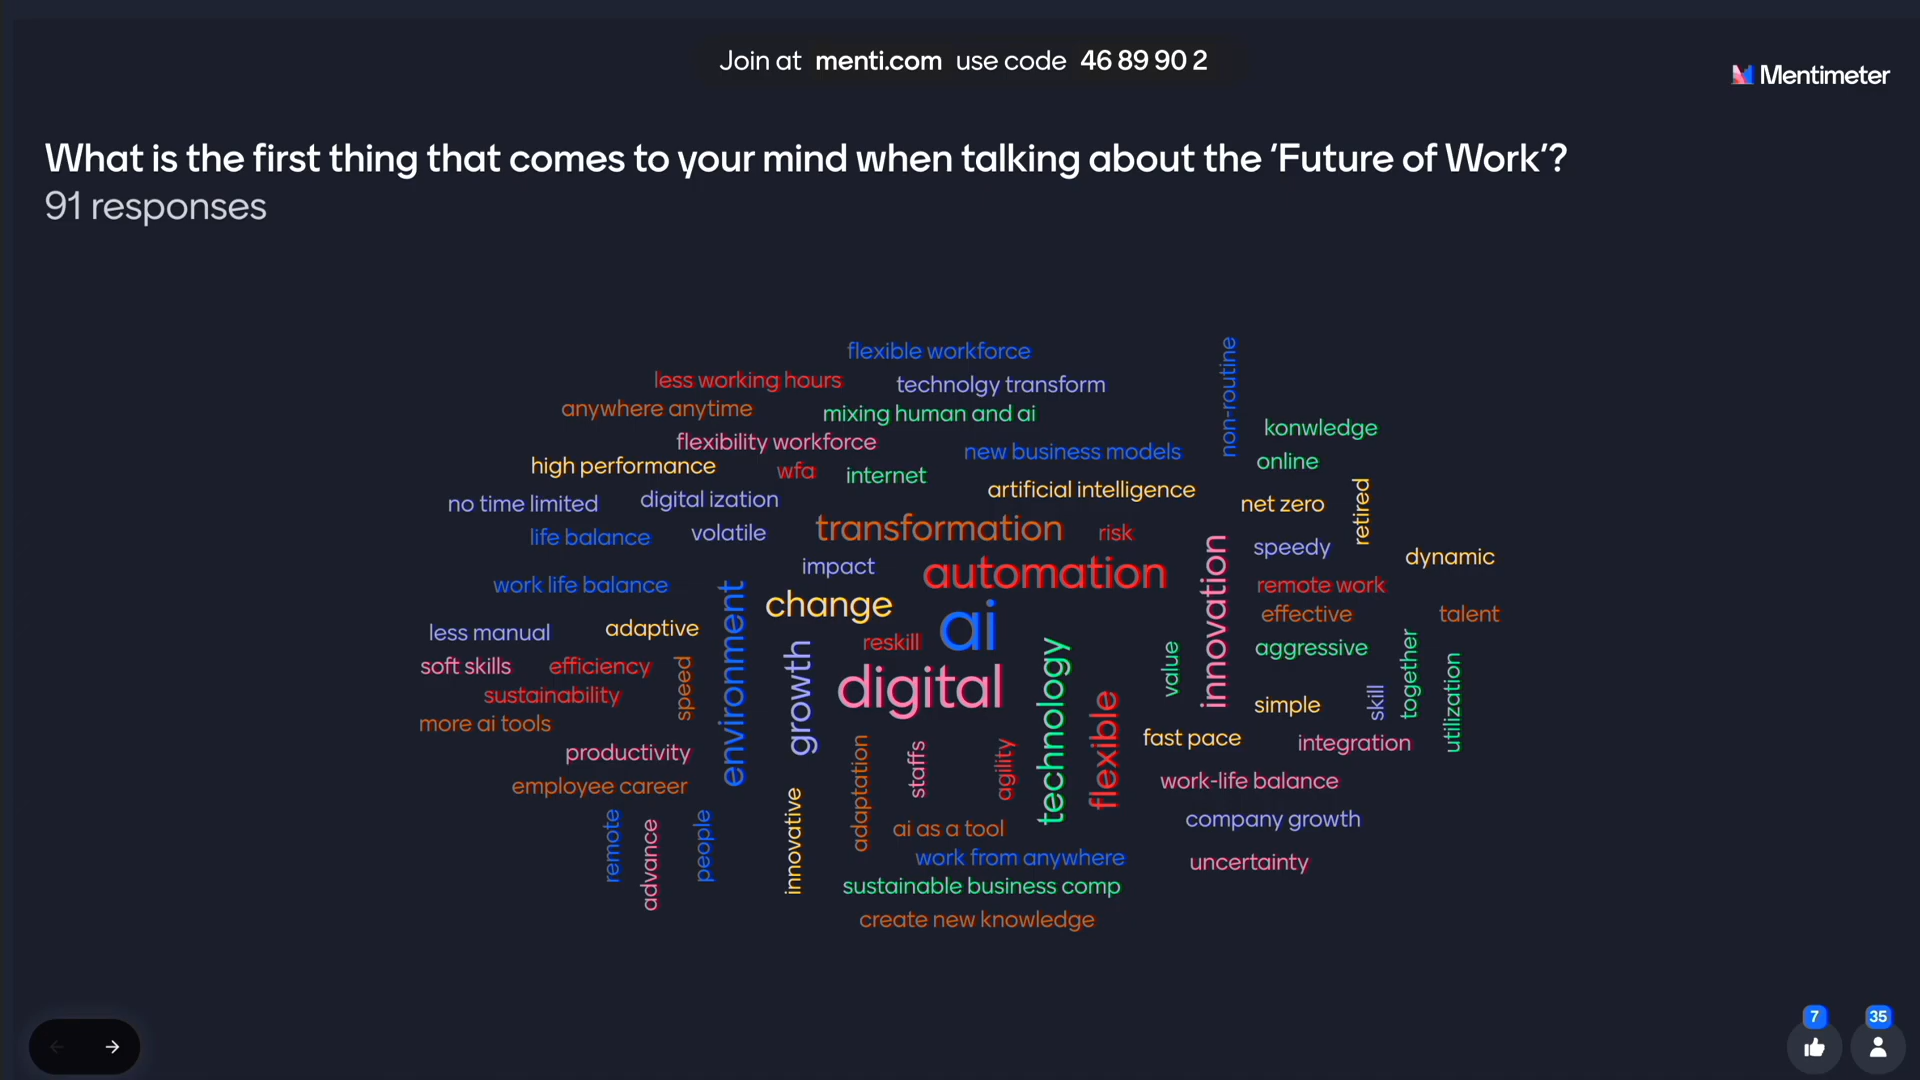 Join at menti.com use code 46 89 90 2
Mentimeter
What is the first thing that comes to your mind when talking about the ‘Future of Work’?
91 responses
flexible workforce
less working hours
technolgy transform
anywhere anytime
mixing human and ai
non-routine
flexibility workforce
konwledge
new business models
high performance
wfa
internet
online
artificial intelligence
no time limited
digital ization
net zero
retired
life balance
volatile
transformation
risk
speedy
dynamic
impact
automation
innovation
work life balance
remote work
environment
change
ai
effective
talent
less manual
adaptive
reskill
aggressive
together
soft skills
efficiency
speed
growth
digital
technology
value
sustainability
flexible
simple
skill
utilization
more ai tools
fast pace
integration
productivity
adaptation
staffs
agility
work-life balance
employee career
innovative
company growth
remote
advance
people
ai as a tool
work from anywhere
uncertainty
sustainable business comp
create new knowledge
7
35